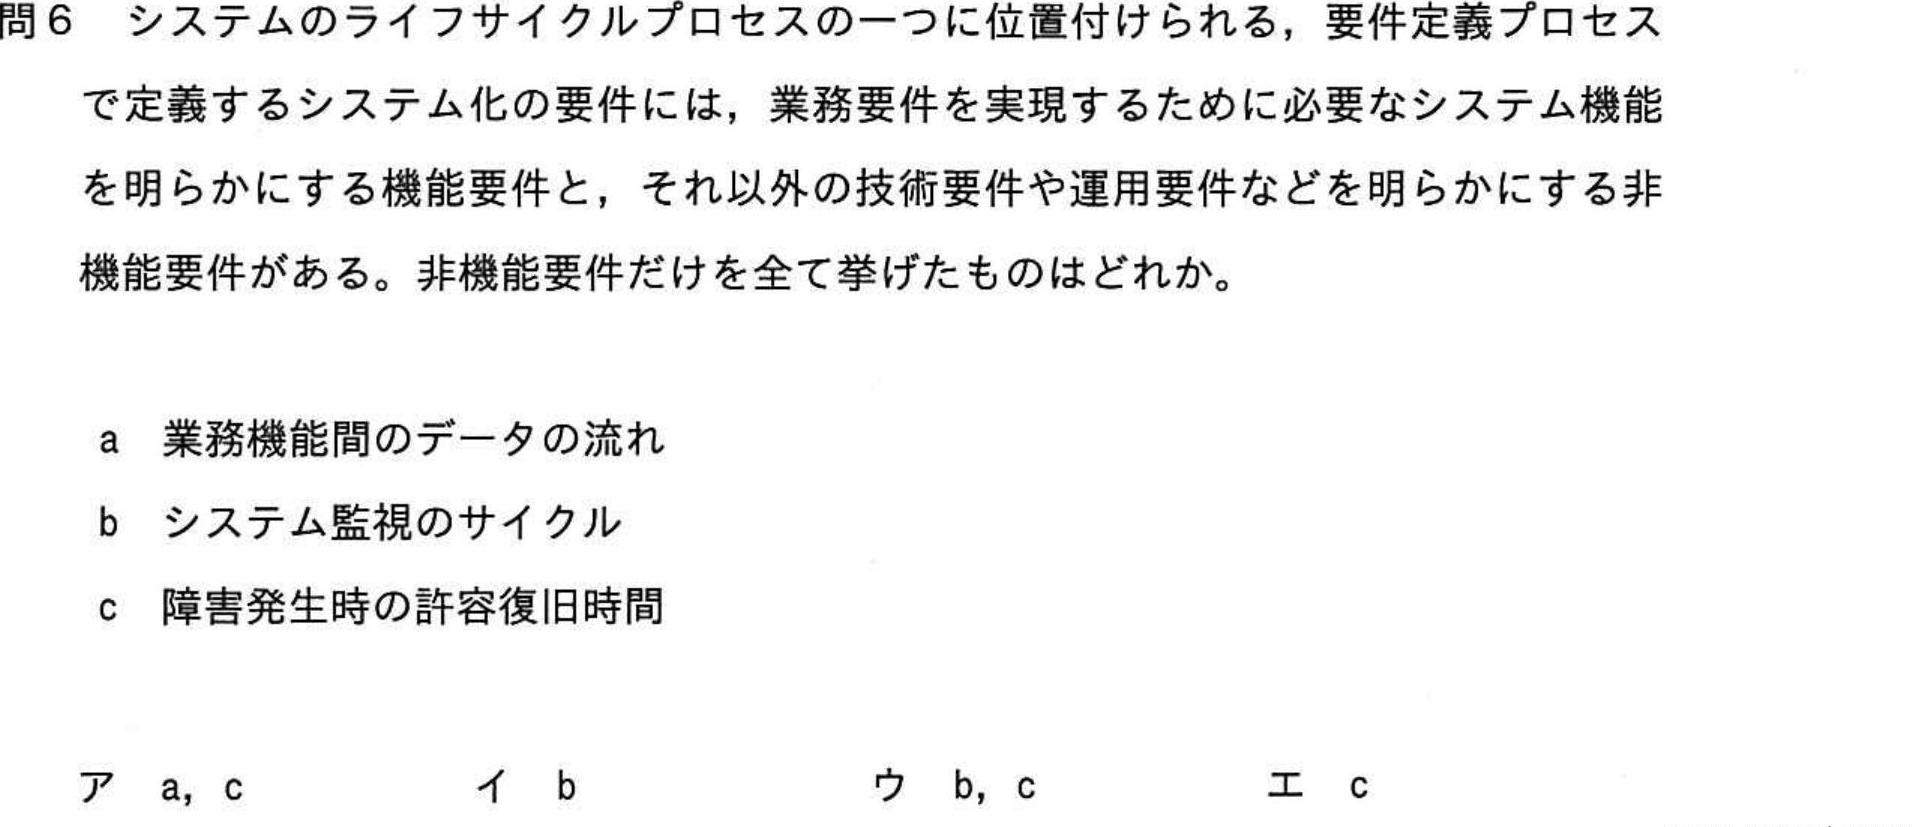 問6 システムのライフサイクルプロセスの一つに位置付けられる，要件定義プロセス
で定義するシステム化の要件には，業務要件を実現するために必要なシステム機能
を明らかにする機能要件と，それ以外の技術要件や運用要件などを明らかにする非
機能要件がある。非機能要件だけを全て挙げたものはどれか。
a 業務機能間のデータの流れ
b システム監視のサイクル
c 障害発生時の許容復旧時間
ア a, c イ b ウ b, c エ c